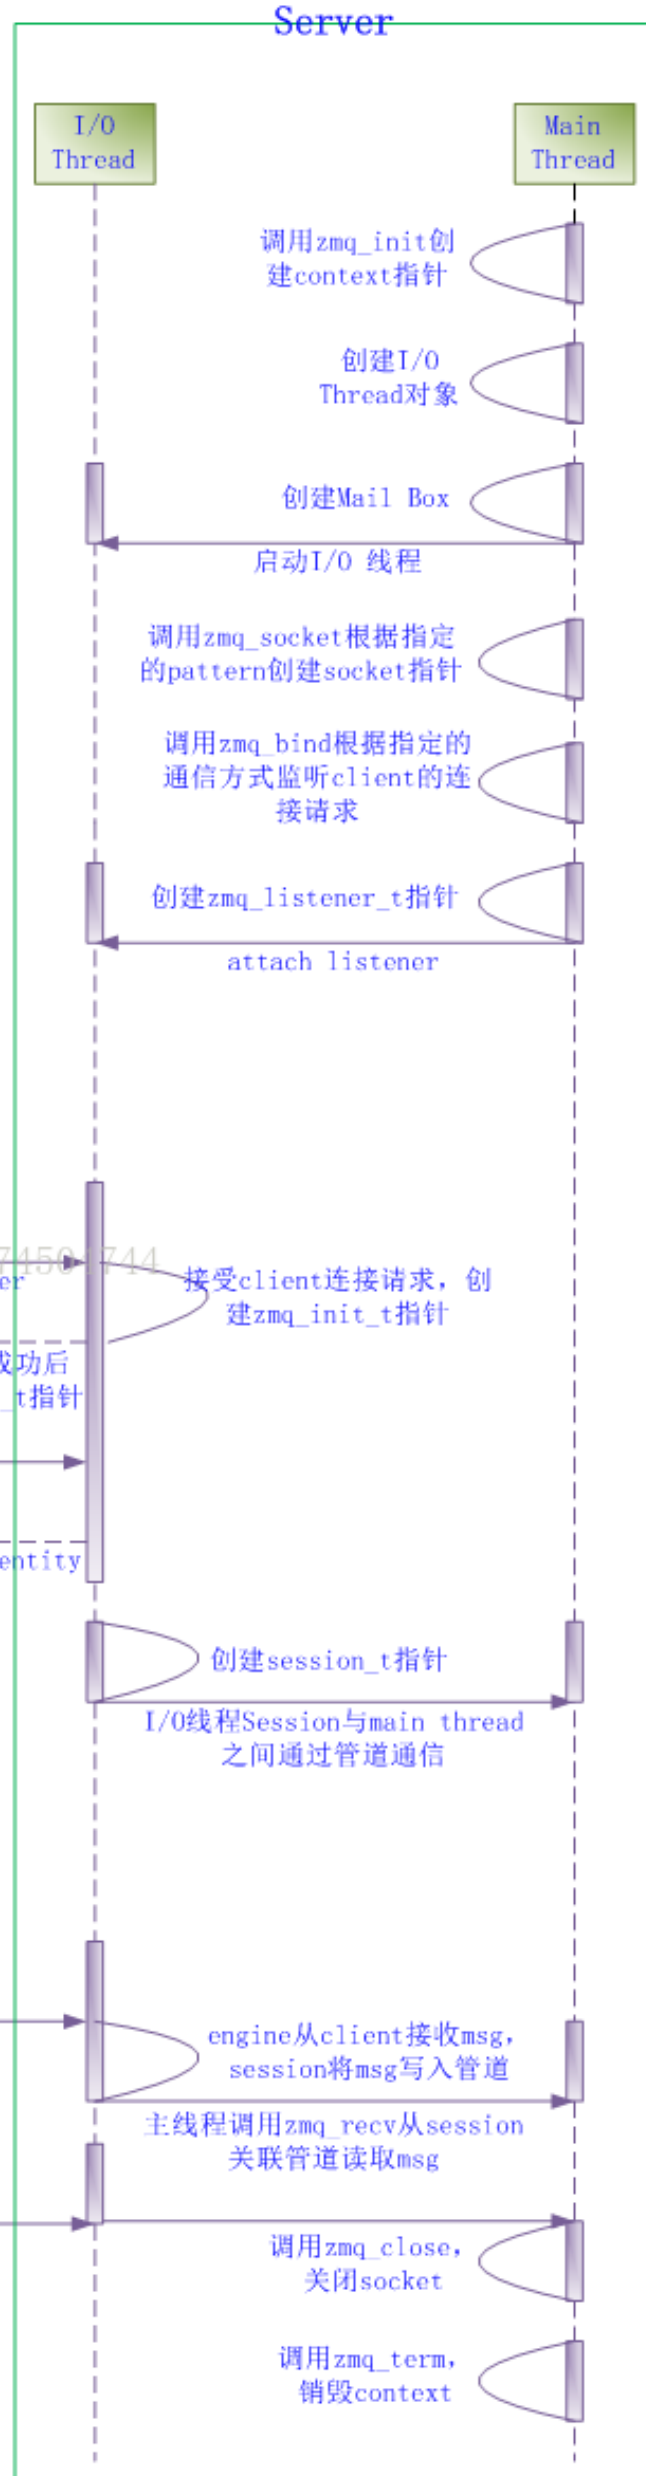 Server
I/O
Thread
Main
Thread
调用zmq_init创
建context指针
创建I/O
Thread对象
创建Mail Box
启动I/O 线程
调用zmq_socket根据指定
的pattern创建socket指针
调用zmq_bind根据指定的
通信方式监听client的连
接请求
创建zmq_listener_t指针
attach listener
74504744
er
接受client连接请求，创
建zmq_init_t指针
成功后
_t指针
entity
创建session_t指针
I/O线程Session与main thread
之间通过管道通信
engine从client接收msg，
session将msg写入管道
主线程调用zmq_recv从session
关联管道读取msg
调用zmq_close，
关闭socket
调用zmq_term，
销毁context